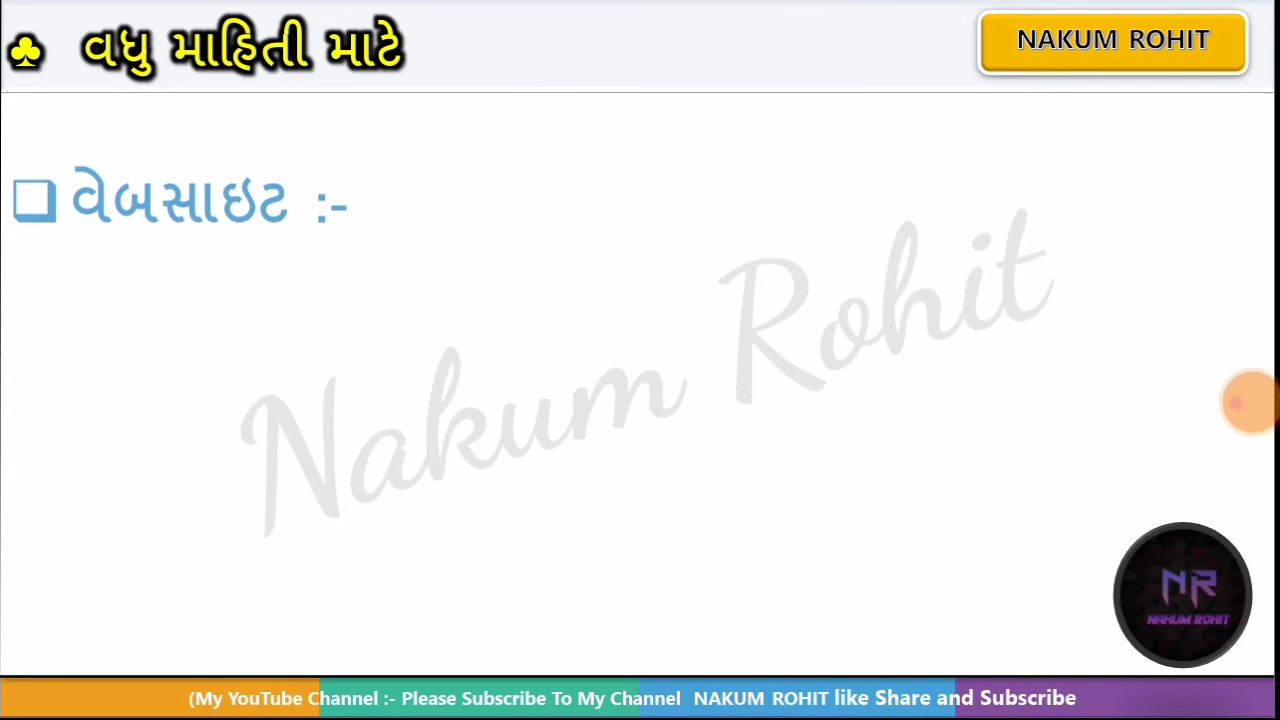 ♣ વધુ માહિતી માટે
NAKUM ROHIT
❑ વેબસાઇટ :-
Nakum Rohit
NR
NAKUM ROHIT
(My YouTube Channel :- Please Subscribe To My Channel NAKUM ROHIT like Share and Subscribe